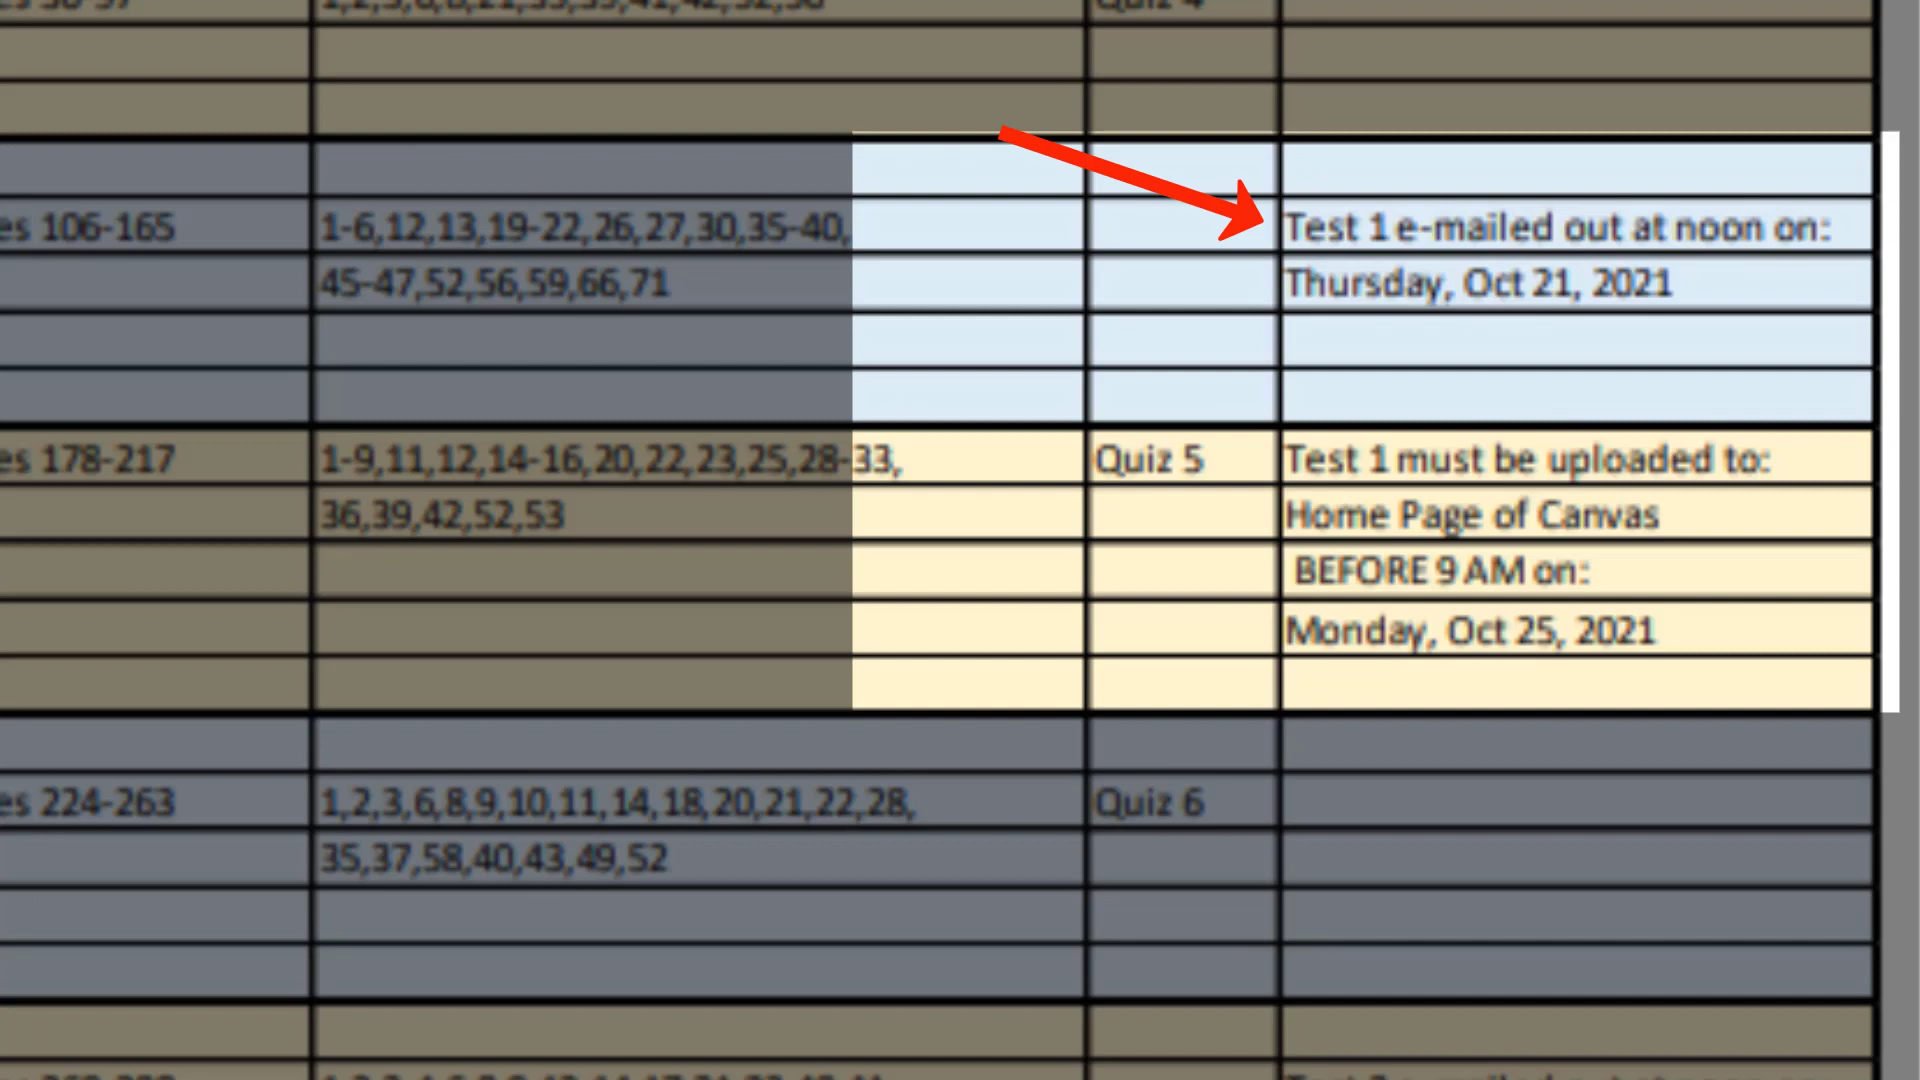 Quiz 4
es 106-165 1-6,12,13,19-22,26,27,30,35-40, Test 1 e-mailed out at noon on:
45-47,52,56,59,66,71 Thursday, Oct 21, 2021
es 178-217 1-9,11,12,14-16,20,22,23,25,28-33, Quiz 5 Test 1 must be uploaded to:
36,39,42,52,53 Home Page of Canvas
BEFORE 9 AM on:
Monday, Oct 25, 2021
es 224-263 1,2,3,6,8,9,10,11,14,18,20,21,22,28, Quiz 6
35,37,58,40,43,49,52